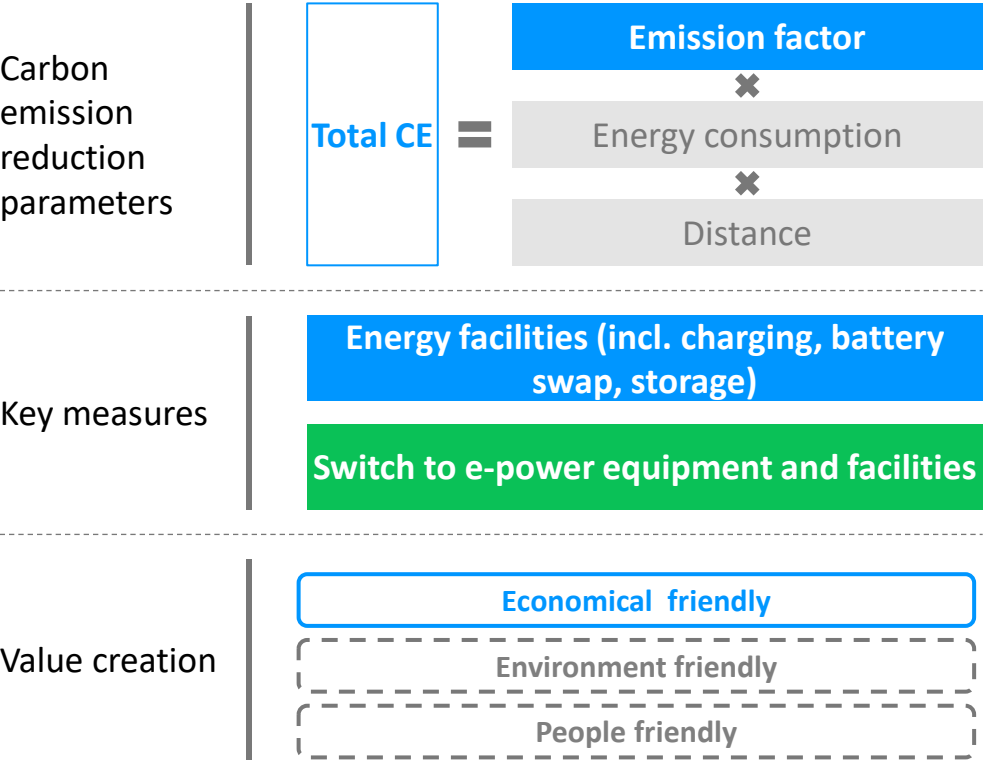 Carbon
emission
reduction
parameters
Total CE
=
Emission factor
✖
Energy consumption
✖
Distance
Key measures
Energy facilities (incl. charging, battery
swap, storage)
Switch to e-power equipment and facilities
Value creation
Economical  friendly
Environment friendly
People friendly